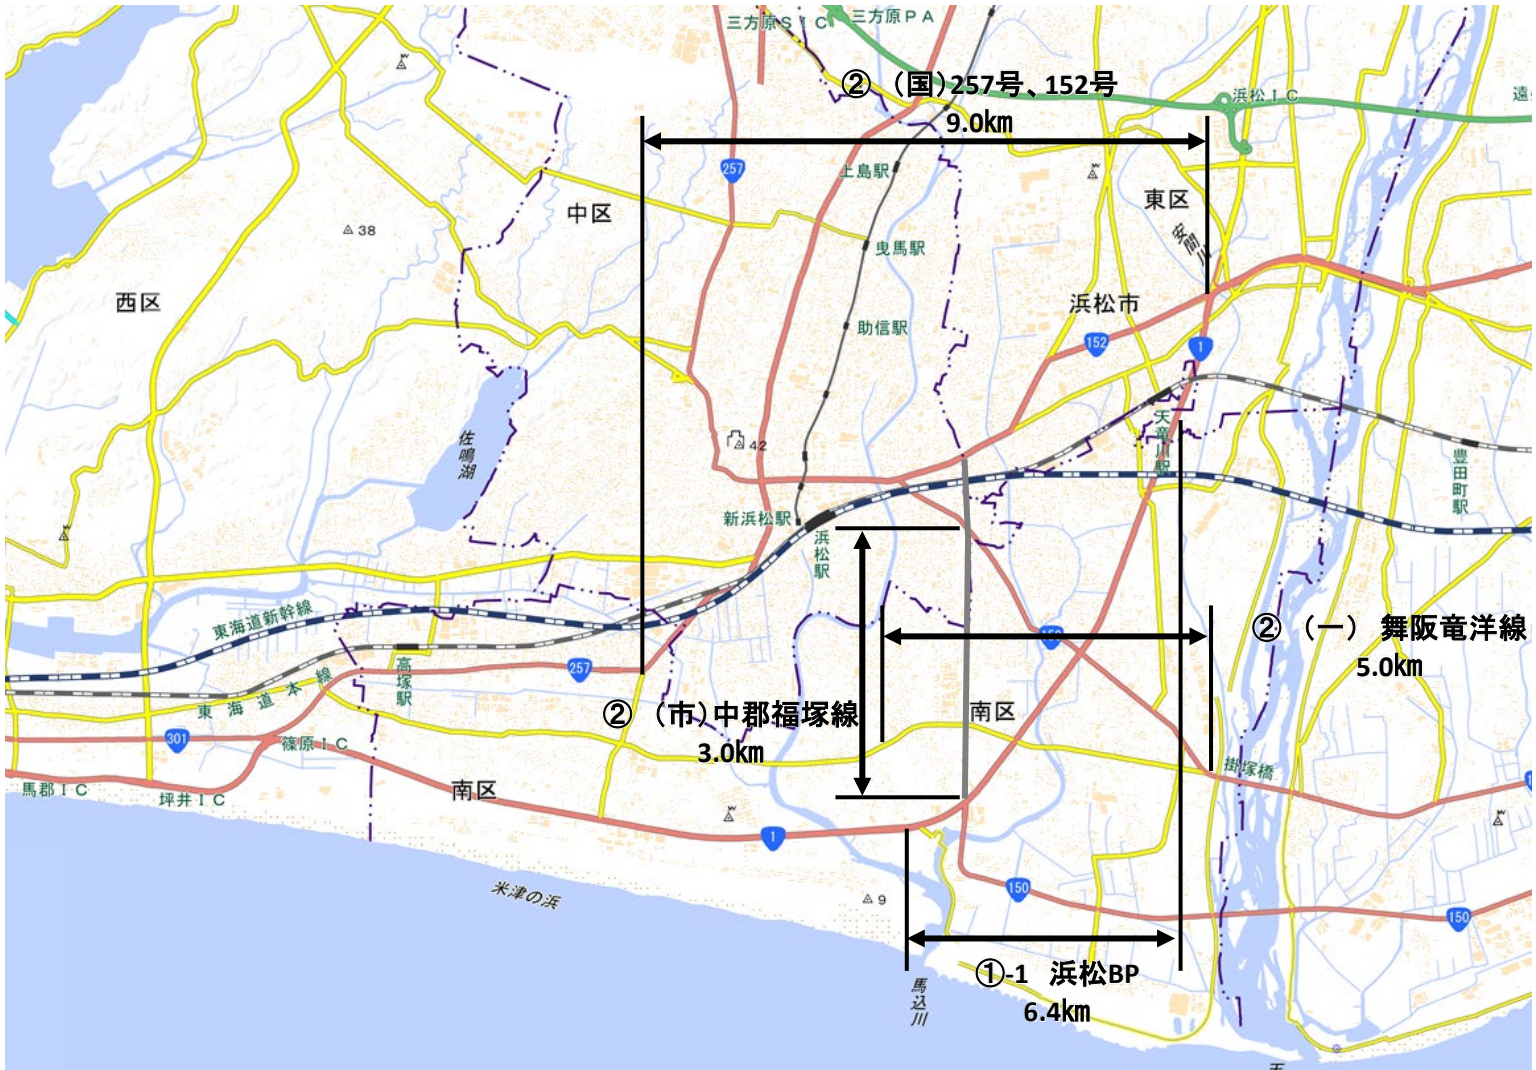 三方原ＳＩＣ
三方原ＰＡ
② （国）257号、152号
9.0㎞
浜松ＩＣ
遠
257
上島駅
東区
安間川
中区
38
曳馬駅
西区
浜松市
助信駅
152
1
佐鳴湖
42
天竜川駅
豊田町駅
新浜松駅
浜松駅
東海道新幹線
② （一） 舞阪竜洋線
5.0㎞
257
高塚駅
東海道本線
② （市）中郡福塚線
3.0㎞
南区
301
篠原ＩＣ
掛塚橋
馬郡ＩＣ
坪井ＩＣ
南区
1
米津の浜
9
150
150
①-1 浜松BP
6.4㎞
馬込川